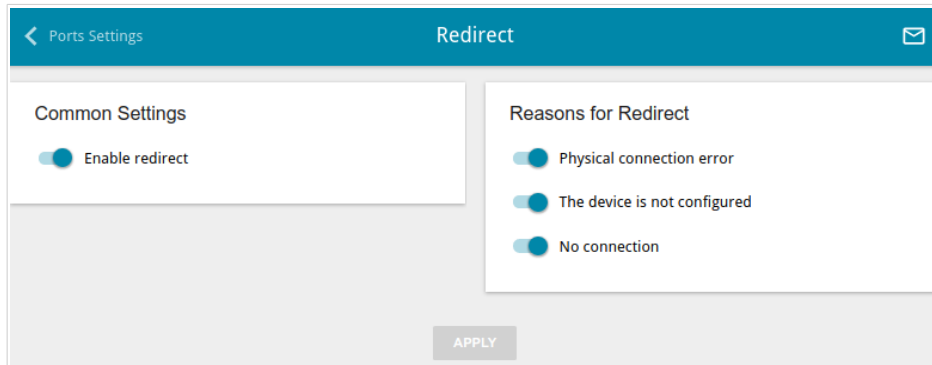 Ports Settings
Redirect
Common Settings
Enable redirect
Reasons for Redirect
Physical connection error
The device is not configured
No connection
APPLY